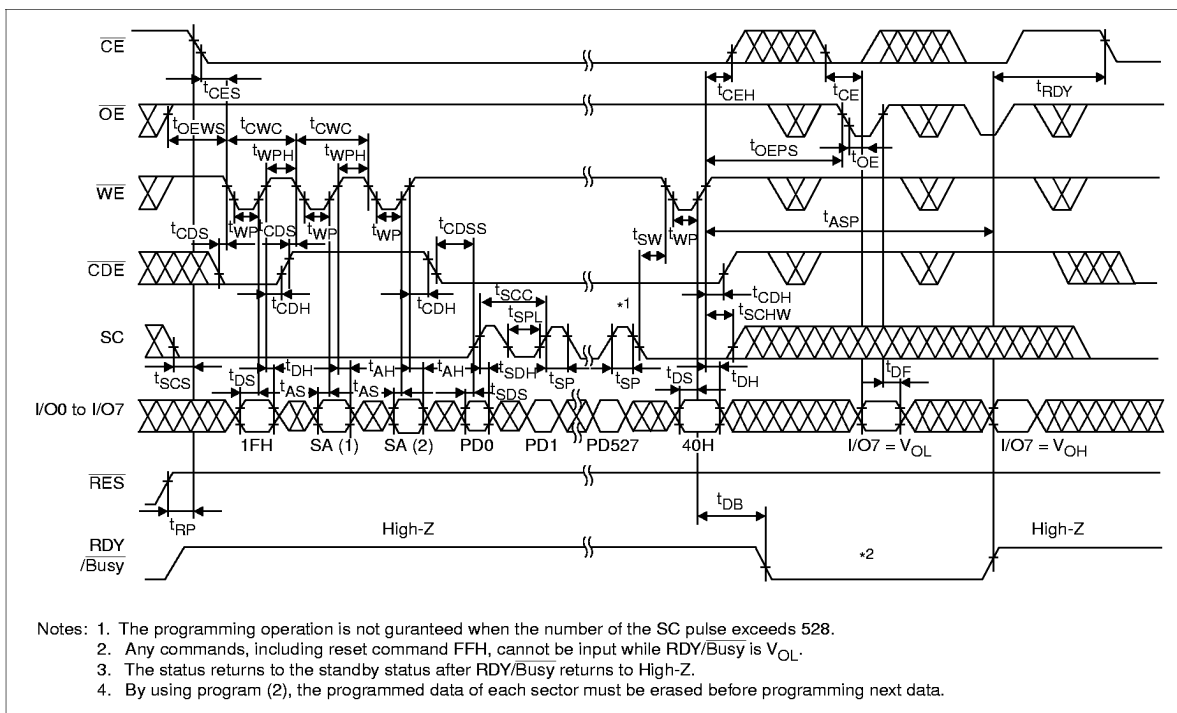 CE
tCES
tCEH
tCE
tRDY
OE
tOEWS
tCWC
tCWC
tWPH
tWPH
tOEPS
tOE
WE
tCDS
tWP
tCDS
tWP
tWP
tCDSS
tSW
tWP
tASP
CDE
tCDH
tCDH
tSCC
tSPL
*1
tCDH
tSCHW
SC
tSCS
tDS
tDH
tAS
tAH
tAS
tAH
tSDH
tSDS
tSP
tSP
tDS
tDH
tDF
I/O0 to I/O7
1FH
SA (1)
SA (2)
PD0
PD1
PD527
40H
I/O7 = VOL
I/O7 = VOH
RES
tRP
tDB
High-Z
High-Z
RDY
/Busy
*2
Notes: 1. The programming operation is not guranteed when the number of the SC pulse exceeds 528.
2. Any commands, including reset command FFH, cannot be input while RDY/Busy is VOL.
3. The status returns to the standby status after RDY/Busy returns to High-Z.
4. By using program (2), the programmed data of each sector must be erased before programming next data.